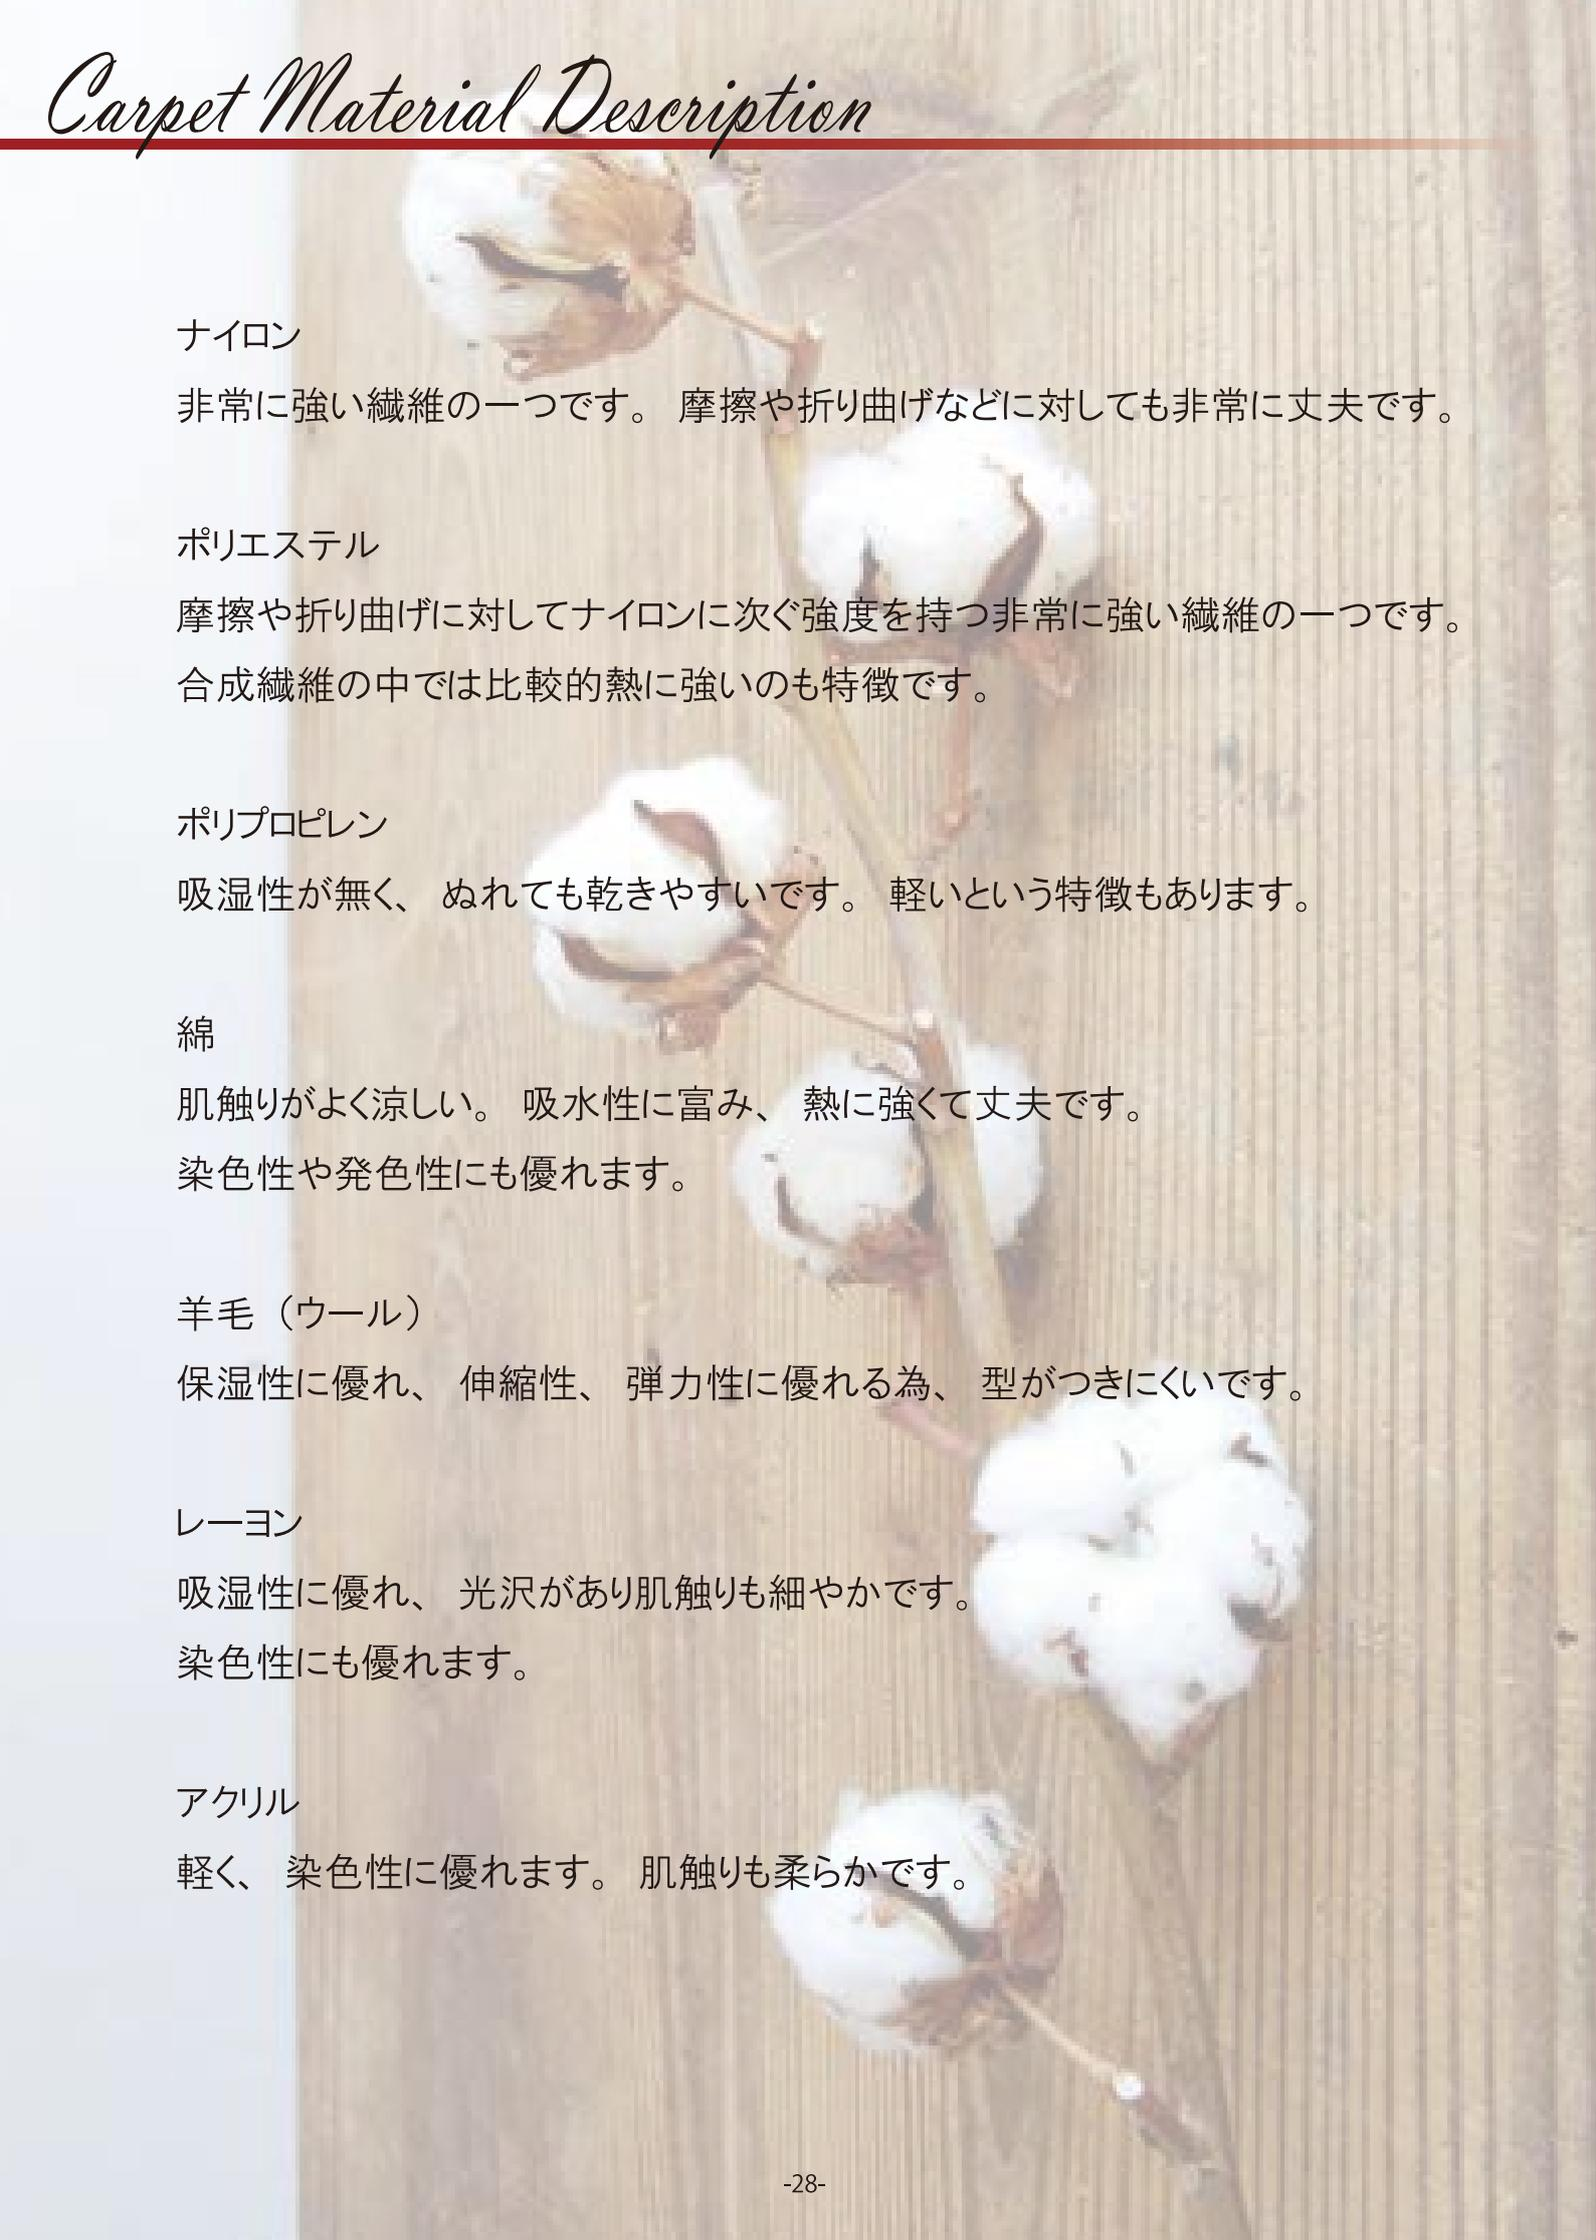 Carpet Material Description
ナイロン
非常に強い繊維の一つです。 摩擦や折り曲げなどに対しても非常に丈夫です。
ポリエステル
摩擦や折り曲げに対してナイロンに次ぐ強度を持つ非常に強い繊維の一つです。
合成繊維の中では比較的熱に強いのも特徴です。
ポリプロピレン
吸湿性が無く、 ぬれても乾きやすいです。 軽いという特徴もあります。
綿
肌触りがよく涼しい。 吸水性に富み、 熱に強くて丈夫です。
染色性や発色性にも優れます。
羊毛（ウール）
保湿性に優れ、 伸縮性、 弾力性に優れる為、 型がつきにくいです。
レーヨン
吸湿性に優れ、 光沢があり肌触りも細やかです。
染色性にも優れます。
アクリル
軽く、 染色性に優れます。 肌触りも柔らかです。
-28-